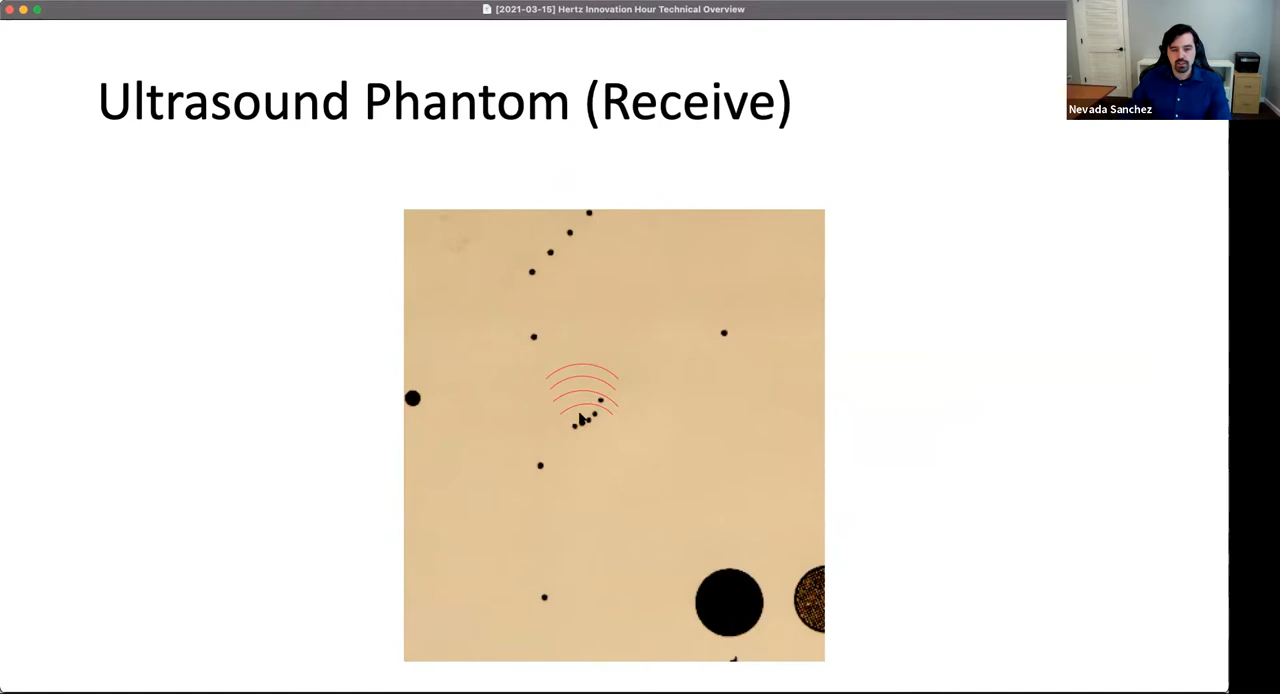 [2021-03-15] Hertz Innovation Hour Technical Overview
Ultrasound Phantom (Receive)
Nevada Sanchez